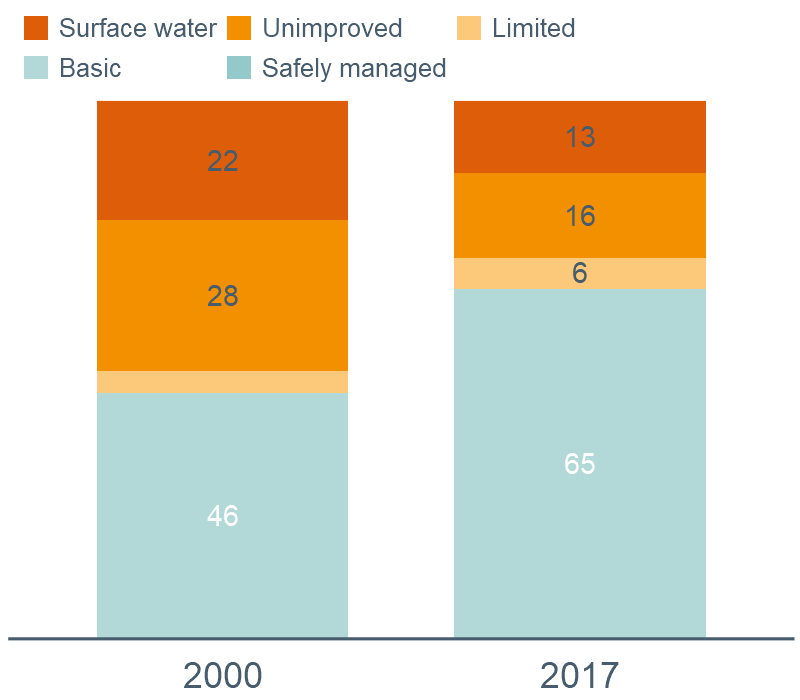 Surface water Unimproved Limited
Basic Safely managed
22 13
28 16
6
46 65
2000 2017